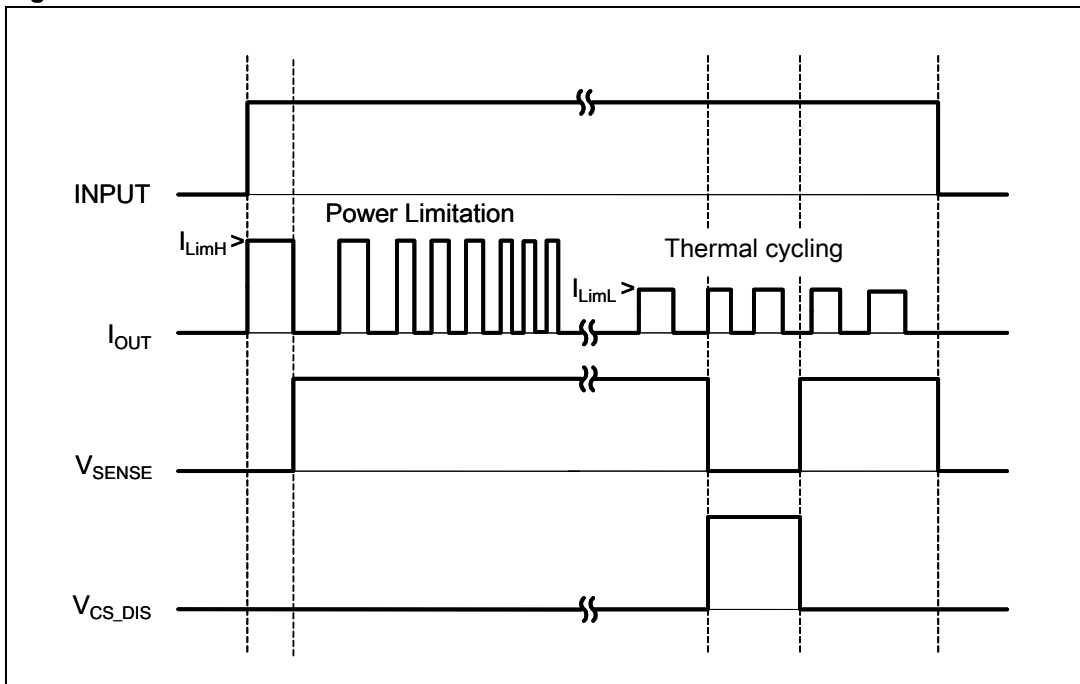 INPUT
Power Limitation
I_LimH >
Thermal cycling
I_LimL >
I_OUT
V_SENSE
V_CS_DIS